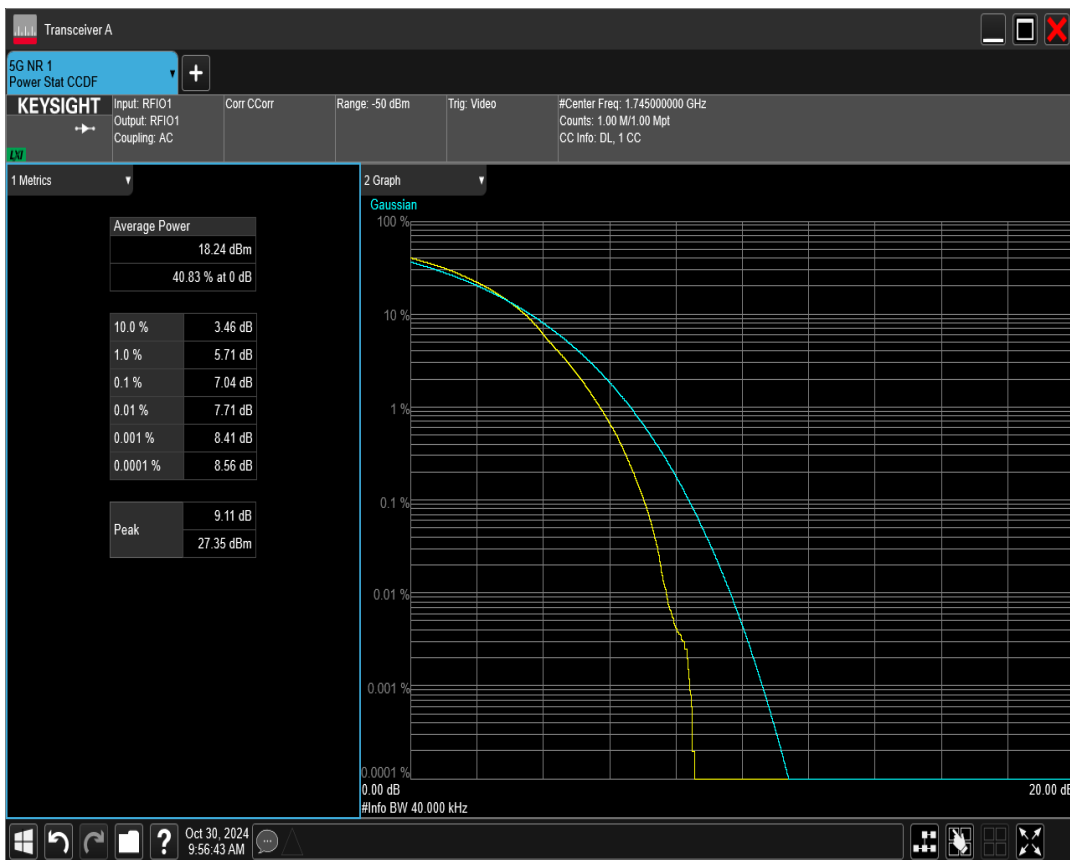 Transceiver A
5G NR 1
Power Stat CCDF
+
KEYSIGHT
LXI
Input: RFIO1
Output: RFIO1
Coupling: AC
Corr CCorr
Range: -50 dBm
Trig: Video
#Center Freq: 1.745000000 GHz
Counts: 1.00 M/1.00 Mpt
CC Info: DL, 1 CC
1 Metrics
Average Power
18.24 dBm
40.83 % at 0 dB
10.0 % 3.46 dB
1.0 % 5.71 dB
0.1 % 7.04 dB
0.01 % 7.71 dB
0.001 % 8.41 dB
0.0001 % 8.56 dB
Peak
9.11 dB
27.35 dBm
2 Graph
Gaussian
100 %
10 %
1 %
0.1 %
0.01 %
0.001 %
0.0001 %
0.00 dB 20.00 dB
#Info BW 40.000 kHz
?
Oct 30, 2024
9:56:43 AM